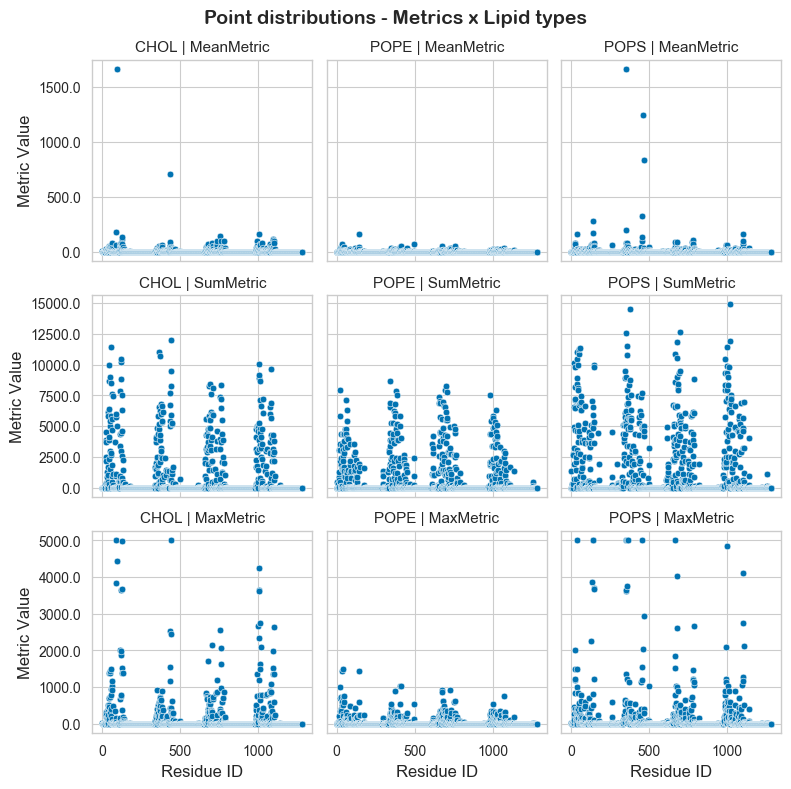 Point distributions - Metrics x Lipid types
CHOL | MeanMetric
POPE | MeanMetric
POPS | MeanMetric
1500.0
1000.0
500.0
0.0
Metric Value
CHOL | SumMetric
POPE | SumMetric
POPS | SumMetric
15000.0
12500.0
10000.0
7500.0
5000.0
2500.0
0.0
Metric Value
CHOL | MaxMetric
POPE | MaxMetric
POPS | MaxMetric
5000.0
4000.0
3000.0
2000.0
1000.0
0.0
Metric Value
0 500 1000
0 500 1000
0 500 1000
Residue ID
Residue ID
Residue ID